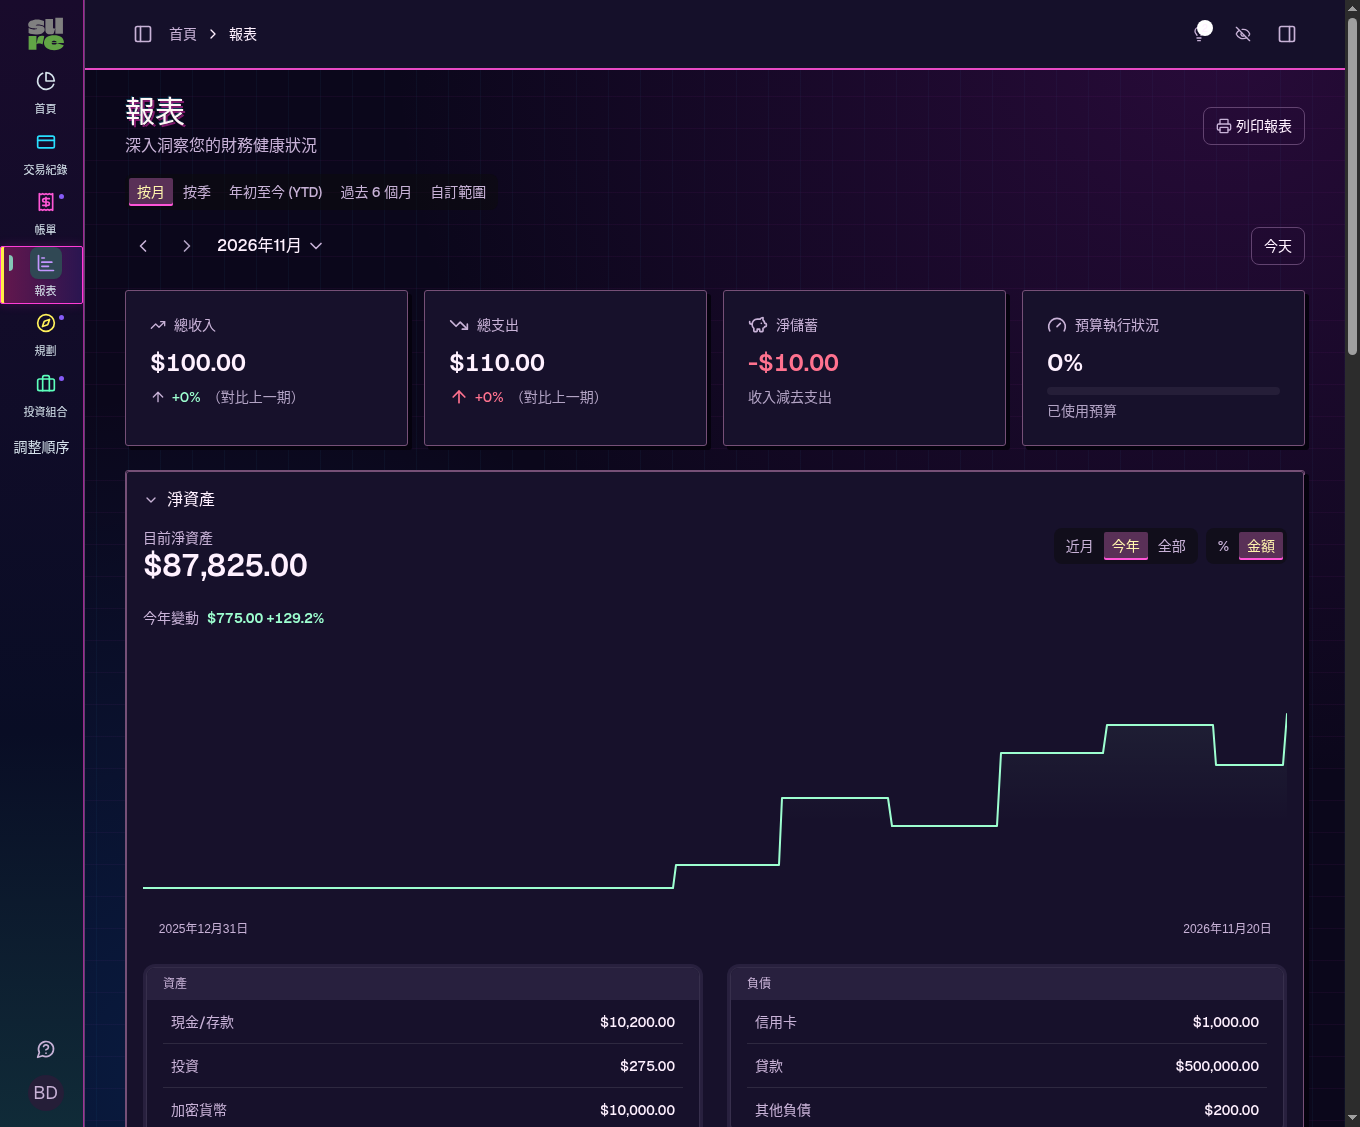 sure
首頁
交易紀錄
帳單
報表
規劃
投資組合
調整順序
BD
首頁 > 報表
報表
深入洞察您的財務健康狀況
列印報表
按月 按季 年初至今 (YTD) 過去 6 個月 自訂範圍
2026年11月
今天
總收入
$100.00
+0% （對比上一期）
總支出
$110.00
+0% （對比上一期）
淨儲蓄
-$10.00
收入減去支出
預算執行狀況
0%
已使用預算
淨資產
目前淨資產
$87,825.00
近月 今年 全部 % 金額
今年變動 $775.00 +129.2%
2025年12月31日 2026年11月20日
資產
現金/存款 $10,200.00
投資 $275.00
加密貨幣 $10,000.00
負債
信用卡 $1,000.00
貸款 $500,000.00
其他負債 $200.00